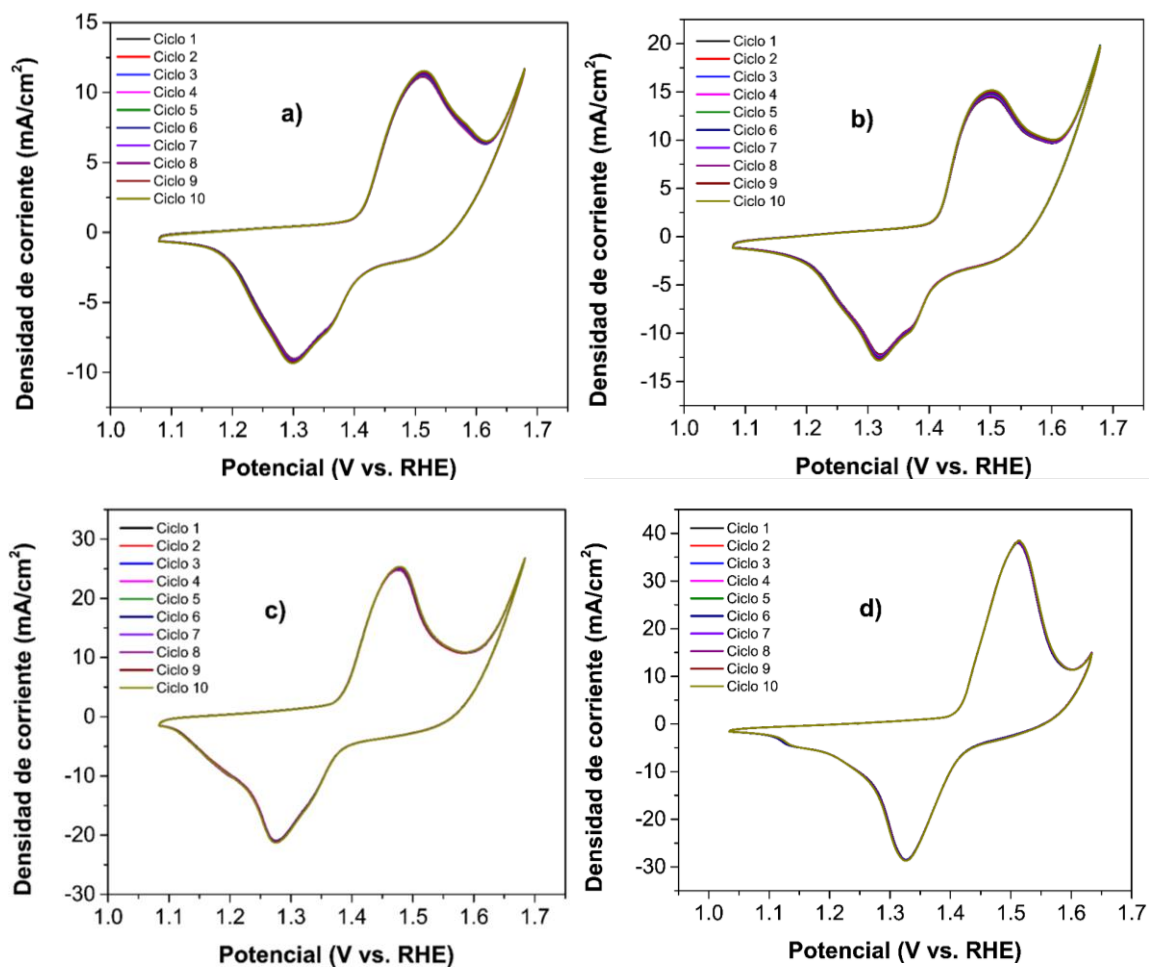 Densidad de corriente (mA/cm²)
15
10
5
0
-5
-10
Ciclo 1
Ciclo 2
Ciclo 3
Ciclo 4
Ciclo 5
Ciclo 6
Ciclo 7
Ciclo 8
Ciclo 9
Ciclo 10
a)
1.0 1.1 1.2 1.3 1.4 1.5 1.6 1.7
Potencial (V vs. RHE)
Densidad de corriente (mA/cm²)
20
15
10
5
0
-5
-10
-15
Ciclo 1
Ciclo 2
Ciclo 3
Ciclo 4
Ciclo 5
Ciclo 6
Ciclo 7
Ciclo 8
Ciclo 9
Ciclo 10
b)
1.0 1.1 1.2 1.3 1.4 1.5 1.6 1.7
Potencial (V vs. RHE)
Densidad de corriente (mA/cm²)
30
20
10
0
-10
-20
-30
Ciclo 1
Ciclo 2
Ciclo 3
Ciclo 4
Ciclo 5
Ciclo 6
Ciclo 7
Ciclo 8
Ciclo 9
Ciclo 10
c)
1.0 1.1 1.2 1.3 1.4 1.5 1.6 1.7
Potencial (V vs. RHE)
Densidad de corriente (mA/cm²)
40
30
20
10
0
-10
-20
-30
Ciclo 1
Ciclo 2
Ciclo 3
Ciclo 4
Ciclo 5
Ciclo 6
Ciclo 7
Ciclo 8
Ciclo 9
Ciclo 10
d)
1.0 1.1 1.2 1.3 1.4 1.5 1.6 1.7
Potencial (V vs. RHE)